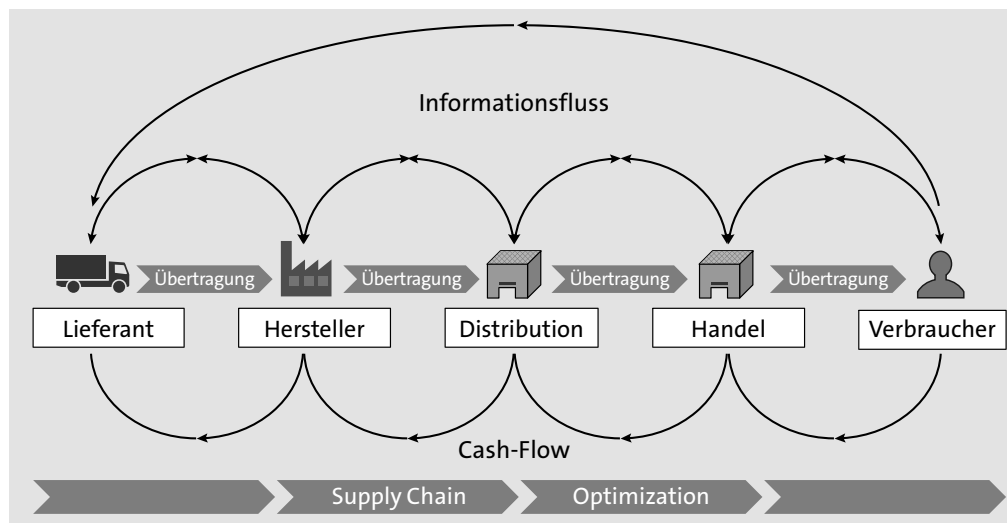 Informationsfluss
Übertragung Übertragung Übertragung Übertragung
Lieferant Hersteller Distribution Handel Verbraucher
Cash-Flow
Supply Chain Optimization